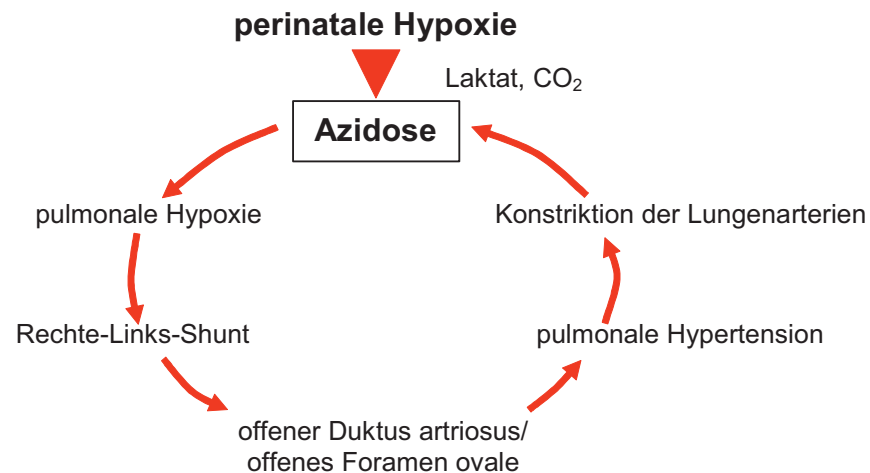 perinatale Hypoxie
Laktat, CO₂
Azidose
pulmonale Hypoxie
Konstriktion der Lungenarterien
Rechte-Links-Shunt
pulmonale Hypertension
offener Duktus artriosus/
offenes Foramen ovale